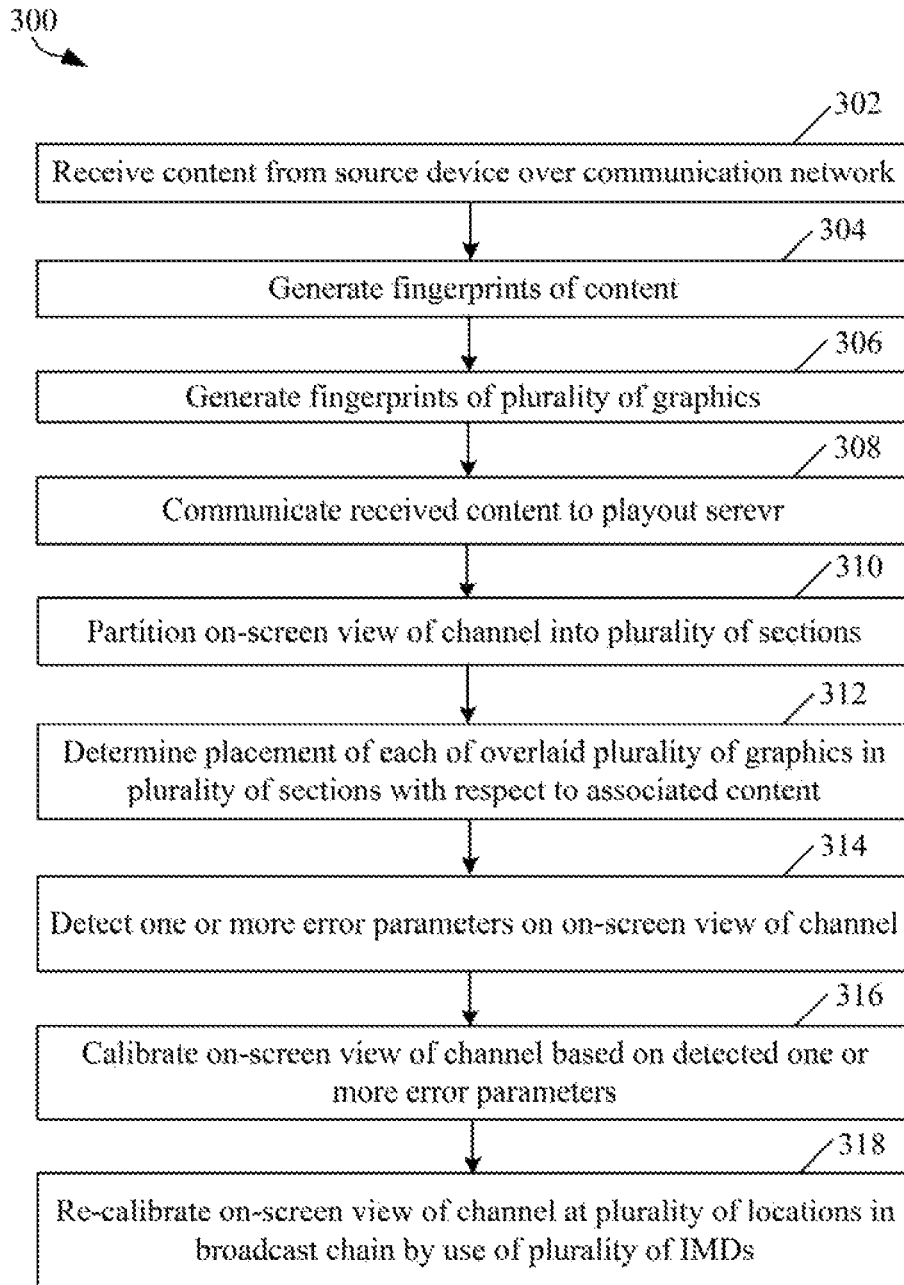 300
302
Receive content from source device over communication network
304
Generate fingerprints of content
306
Generate fingerprints of plurality of graphics
308
Communicate received content to playout serevr
310
Partition on-screen view of channel into plurality of sections
312
Determine placement of each of overlaid plurality of graphics in
plurality of sections with respect to associated content
314
Detect one or more error parameters on on-screen view of channel
316
Calibrate on-screen view of channel based on detected one or
more error parameters
318
Re-calibrate on-screen view of channel at plurality of locations in
broadcast chain by use of plurality of IMDs